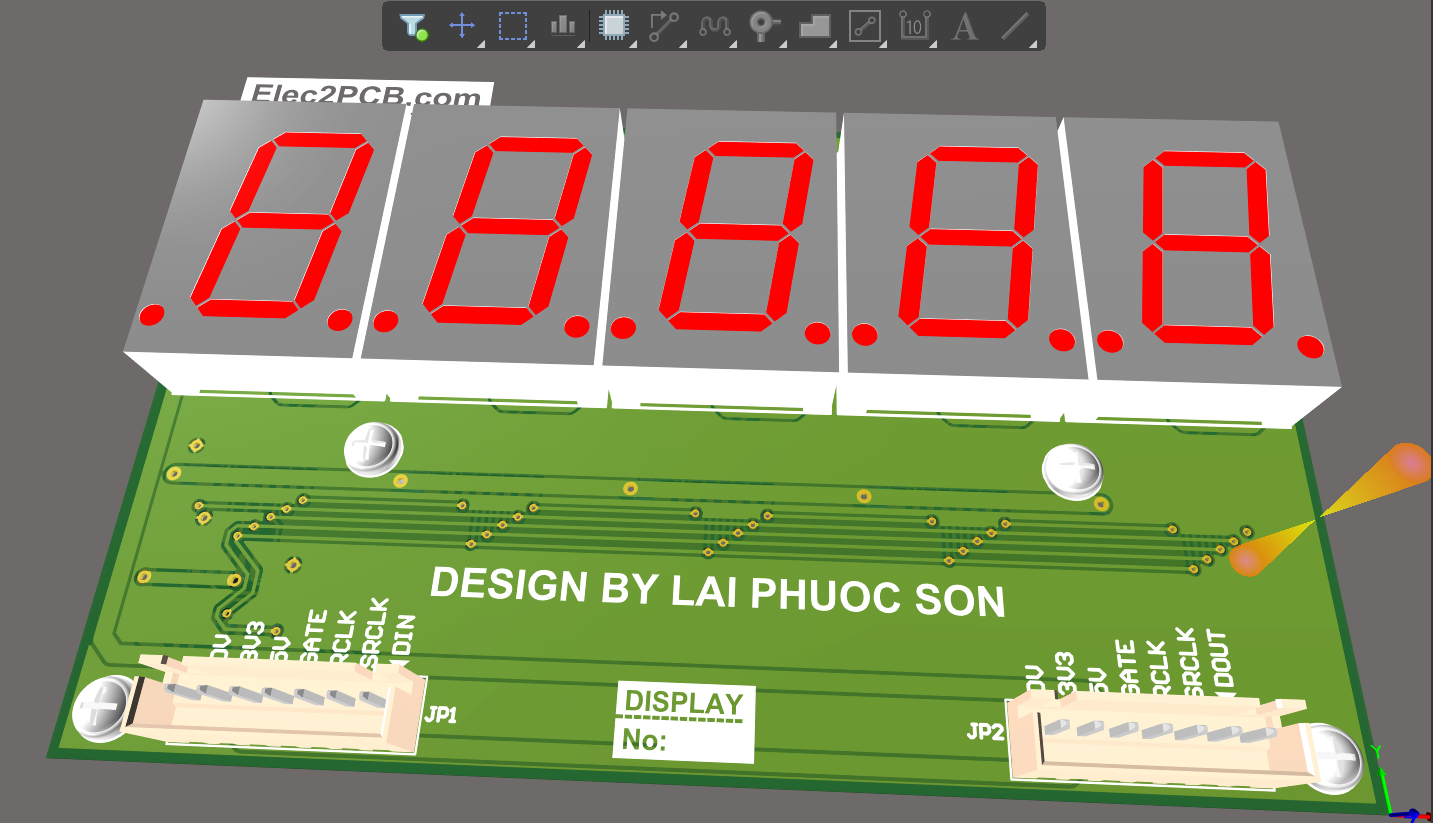 10
A
Elec2PCB.com
DESIGN BY LAI PHUOC SON
0V
3V3
5V
GATE
RCLK
SRCLK
DIN
JP1
DISPLAY
No:
0V
3V3
5V
GATE
RCLK
SRCLK
DOUT
JP2
Y